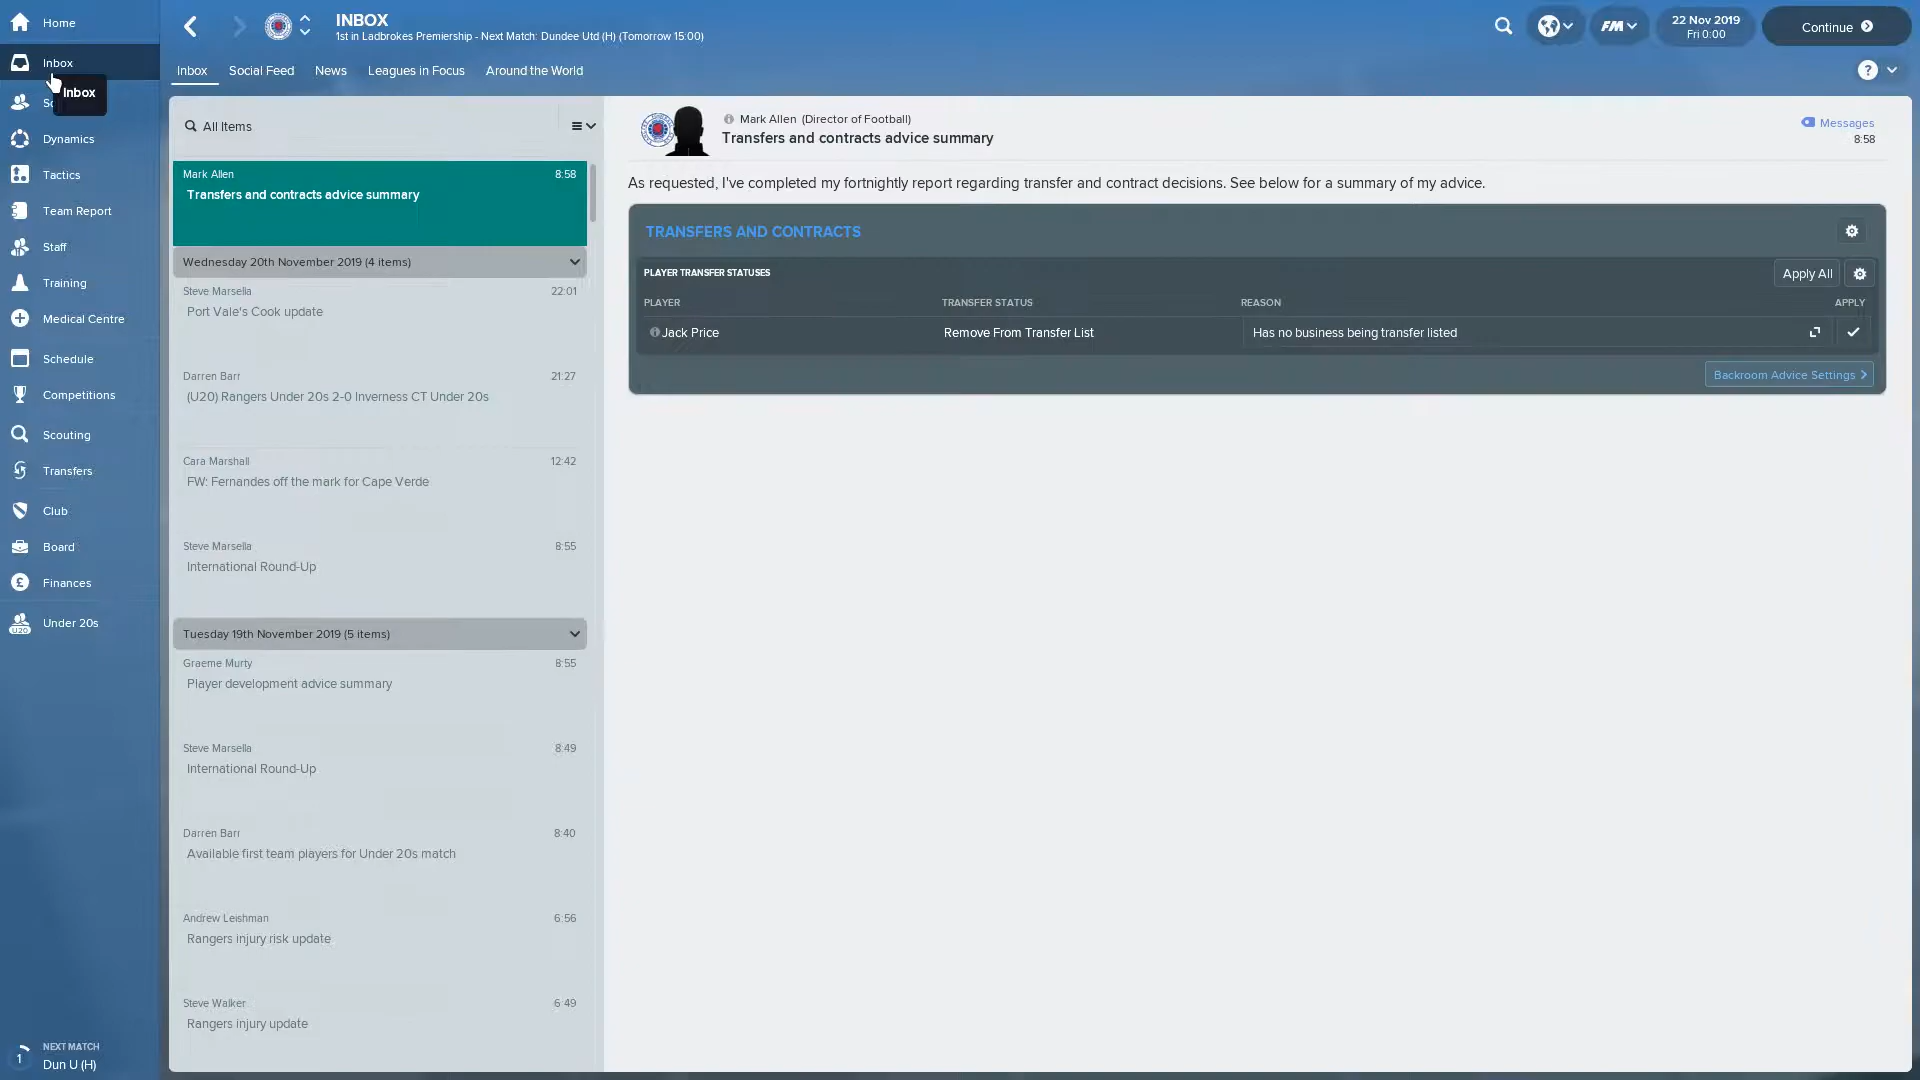 Home
Inbox
Inbox
Dynamics
Tactics
Team Report
Staff
Training
Medical Centre
Schedule
Competitions
Scouting
Transfers
Club
Board
Finances
U20
Under 20s
NEXT MATCH
1
Dun U (H)
INBOX
1st in Ladbrokes Premiership - Next Match: Dundee Utd (H) (Tomorrow 15:00)
FM
22 Nov 2019
Fri 0:00
Continue
Inbox
Social Feed
News
Leagues in Focus
Around the World
?
All Items
Mark Allen 8:58
Transfers and contracts advice summary
Wednesday 20th November 2019 (4 items)
Steve Marsella 22:01
Port Vale's Cook update
Darren Barr 21:27
(U20) Rangers Under 20s 2-0 Inverness CT Under 20s
Cara Marshall 12:42
FW: Fernandes off the mark for Cape Verde
Steve Marsella 8:55
International Round-Up
Tuesday 19th November 2019 (5 items)
Graeme Murty 8:55
Player development advice summary
Steve Marsella 8:49
International Round-Up
Darren Barr 8:40
Available first team players for Under 20s match
Andrew Leishman 6:56
Rangers injury risk update
Steve Walker 6:49
Rangers injury update
Mark Allen (Director of Football)
Transfers and contracts advice summary
Messages
8:58
As requested, I've completed my fortnightly report regarding transfer and contract decisions. See below for a summary of my advice.
TRANSFERS AND CONTRACTS
PLAYER TRANSFER STATUSES
Apply All
PLAYER TRANSFER STATUS REASON APPLY
Jack Price Remove From Transfer List Has no business being transfer listed
Backroom Advice Settings